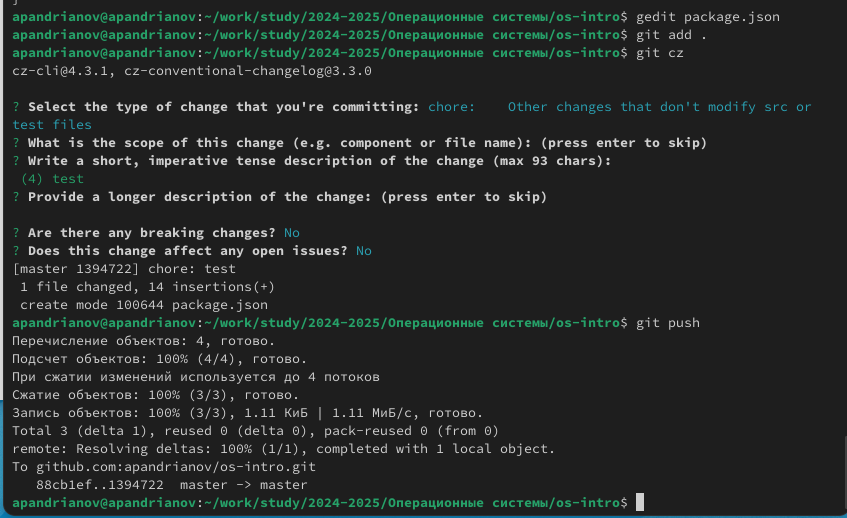 apandrianov@apandrianov:~/work/study/2024-2025/Операционные системы/os-intro$ gedit package.json
apandrianov@apandrianov:~/work/study/2024-2025/Операционные системы/os-intro$ git add .
apandrianov@apandrianov:~/work/study/2024-2025/Операционные системы/os-intro$ git cz
cz-cli@4.3.1, cz-conventional-changelog@3.3.0
? Select the type of change that you're committing: chore:    Other changes that don't modify src or
test files
? What is the scope of this change (e.g. component or file name): (press enter to skip)
? Write a short, imperative tense description of the change (max 93 chars):
 (4) test
? Provide a longer description of the change: (press enter to skip)
? Are there any breaking changes? No
? Does this change affect any open issues? No
[master 1394722] chore: test
 1 file changed, 14 insertions(+)
 create mode 100644 package.json
apandrianov@apandrianov:~/work/study/2024-2025/Операционные системы/os-intro$ git push
Перечисление объектов: 4, готово.
Подсчет объектов: 100% (4/4), готово.
При сжатии изменений используется до 4 потоков
Сжатие объектов: 100% (3/3), готово.
Запись объектов: 100% (3/3), 1.11 КиБ | 1.11 МиБ/с, готово.
Total 3 (delta 1), reused 0 (delta 0), pack-reused 0 (from 0)
remote: Resolving deltas: 100% (1/1), completed with 1 local object.
To github.com:apandrianov/os-intro.git
   88cb1ef..1394722  master -> master
apandrianov@apandrianov:~/work/study/2024-2025/Операционные системы/os-intro$